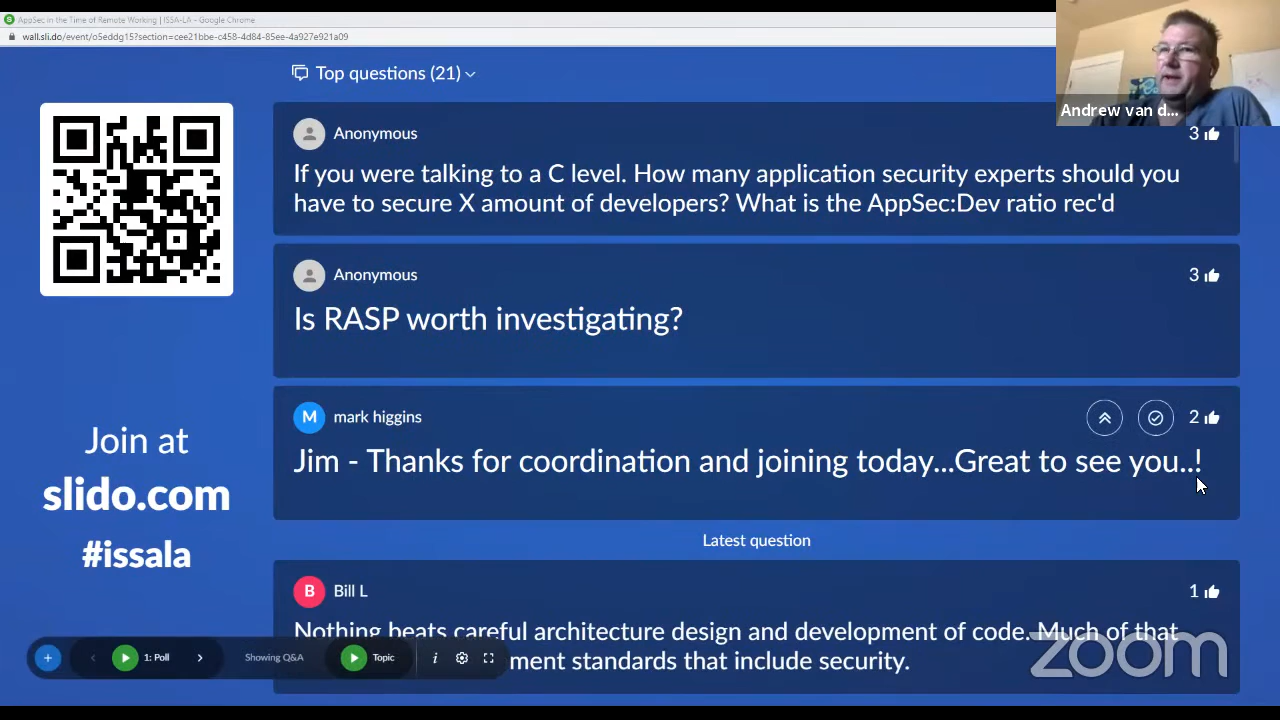 AppSec in the Time of Remote Working | ISSA-LA - Google Chrome
wall.sli.do/event/o5eddg15?section=cee21bbe-c458-4d84-85ee-4a927e921a09
Top questions (21)
Andrew van d...
Anonymous
3
If you were talking to a C level. How many application security experts should you
have to secure X amount of developers? What is the AppSec:Dev ratio rec'd
Anonymous
3
Is RASP worth investigating?
M
mark higgins
2
Jim - Thanks for coordination and joining today...Great to see you..!
Join at
slido.com
#issala
Latest question
B
Bill L
1
Nothing beats careful architecture design and development of code. Much of that
ment standards that include security.
1: Poll
Showing Q&A
Topic
zoom